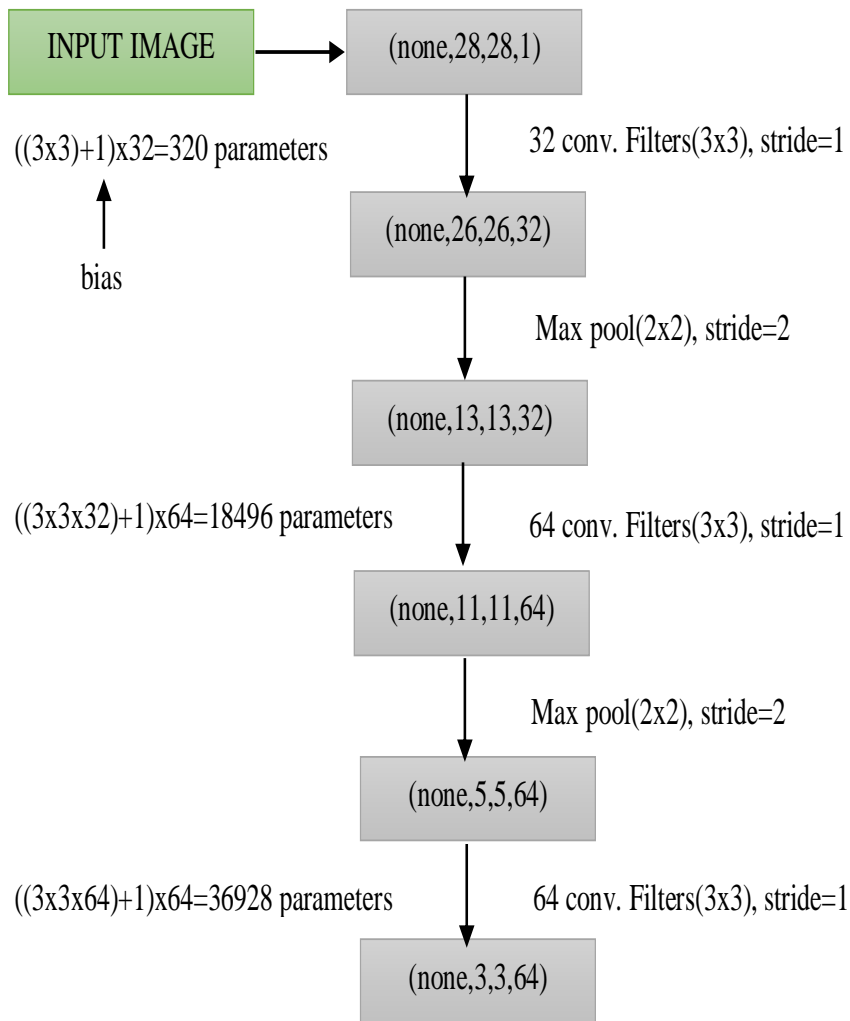 INPUT IMAGE
(none,28,28,1)
((3x3)+1)x32=320 parameters
32 conv. Filters(3x3), stride=1
bias
(none,26,26,32)
Max pool(2x2), stride=2
(none,13,13,32)
((3x3x32)+1)x64=18496 parameters
64 conv. Filters(3x3), stride=1
(none,11,11,64)
Max pool(2x2), stride=2
(none,5,5,64)
((3x3x64)+1)x64=36928 parameters
64 conv. Filters(3x3), stride=1
(none,3,3,64)